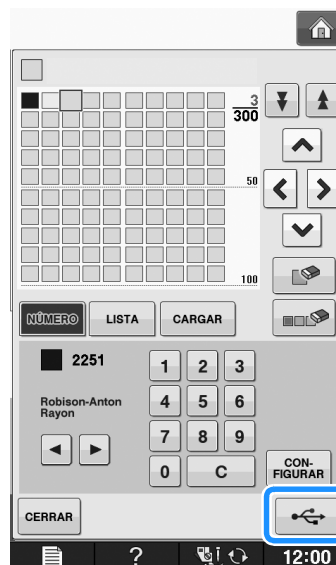 3
300
50
100
NÚMERO LISTA CARGAR
2251
Robison-Anton
Rayon
1 2 3
4 5 6
7 8 9
0 C
CON-
FIGURAR
CERRAR
? 12:00